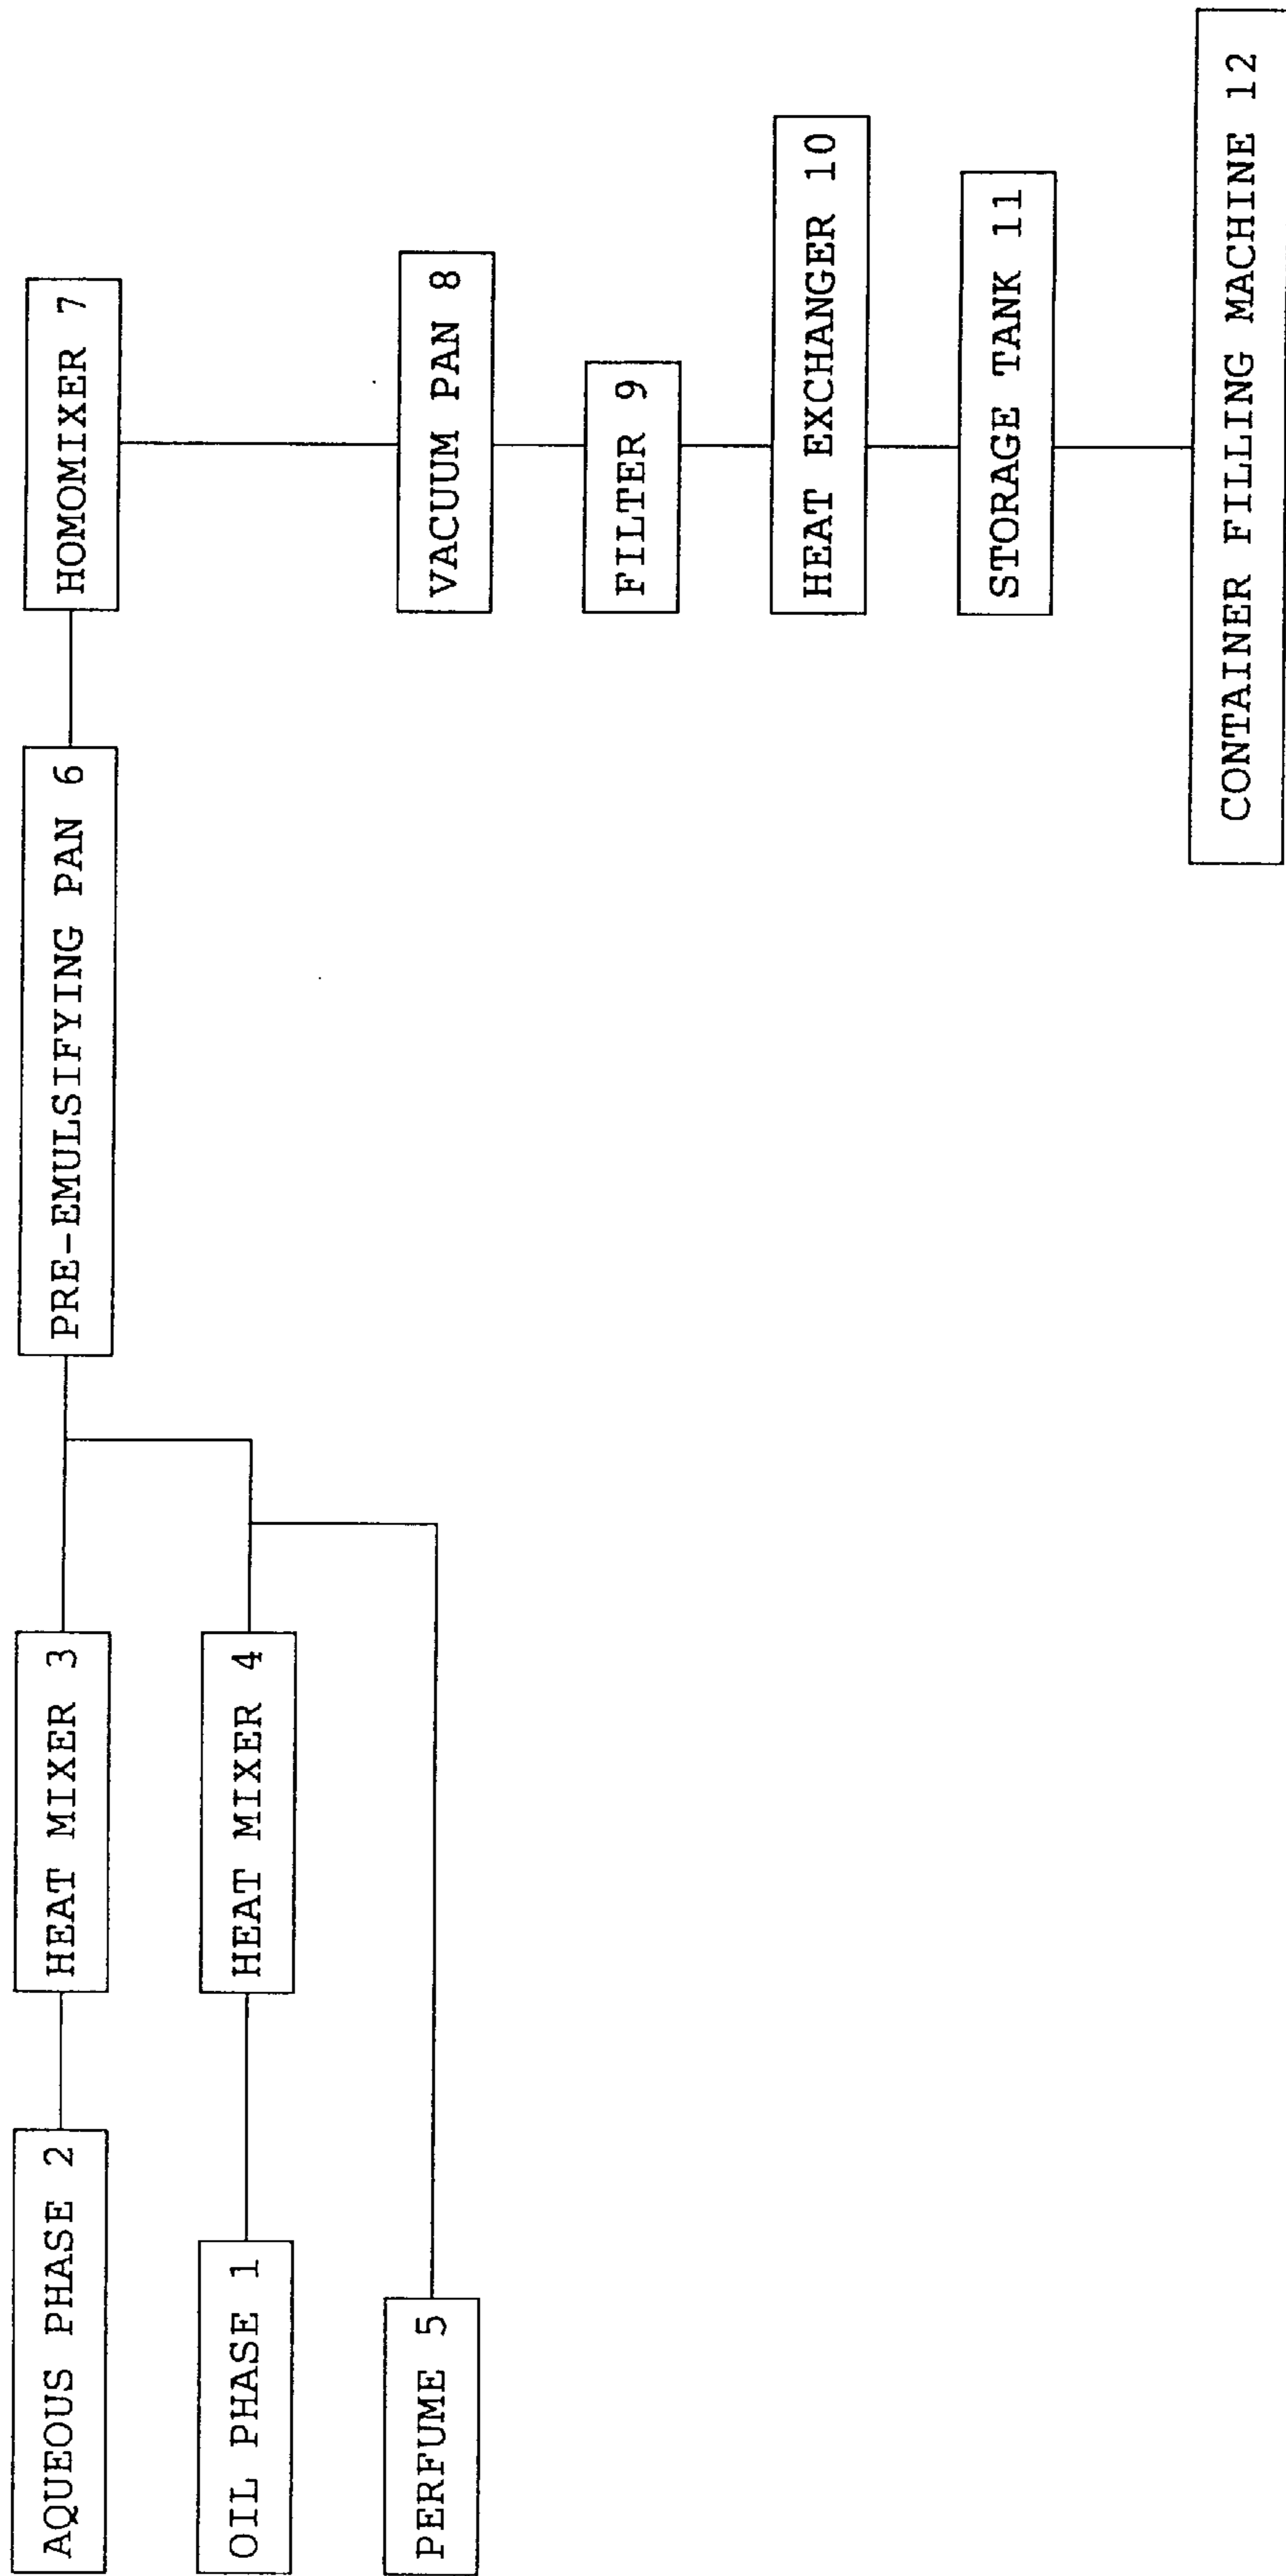 AQUEOUS PHASE 2
HEAT MIXER 3
PRE-EMULSIFYING PAN 6
HOMOMIXER 7
OIL PHASE 1
HEAT MIXER 4
PERFUME 5
VACUUM PAN 8
FILTER 9
HEAT EXCHANGER 10
STORAGE TANK 11
CONTAINER FILLING MACHINE 12